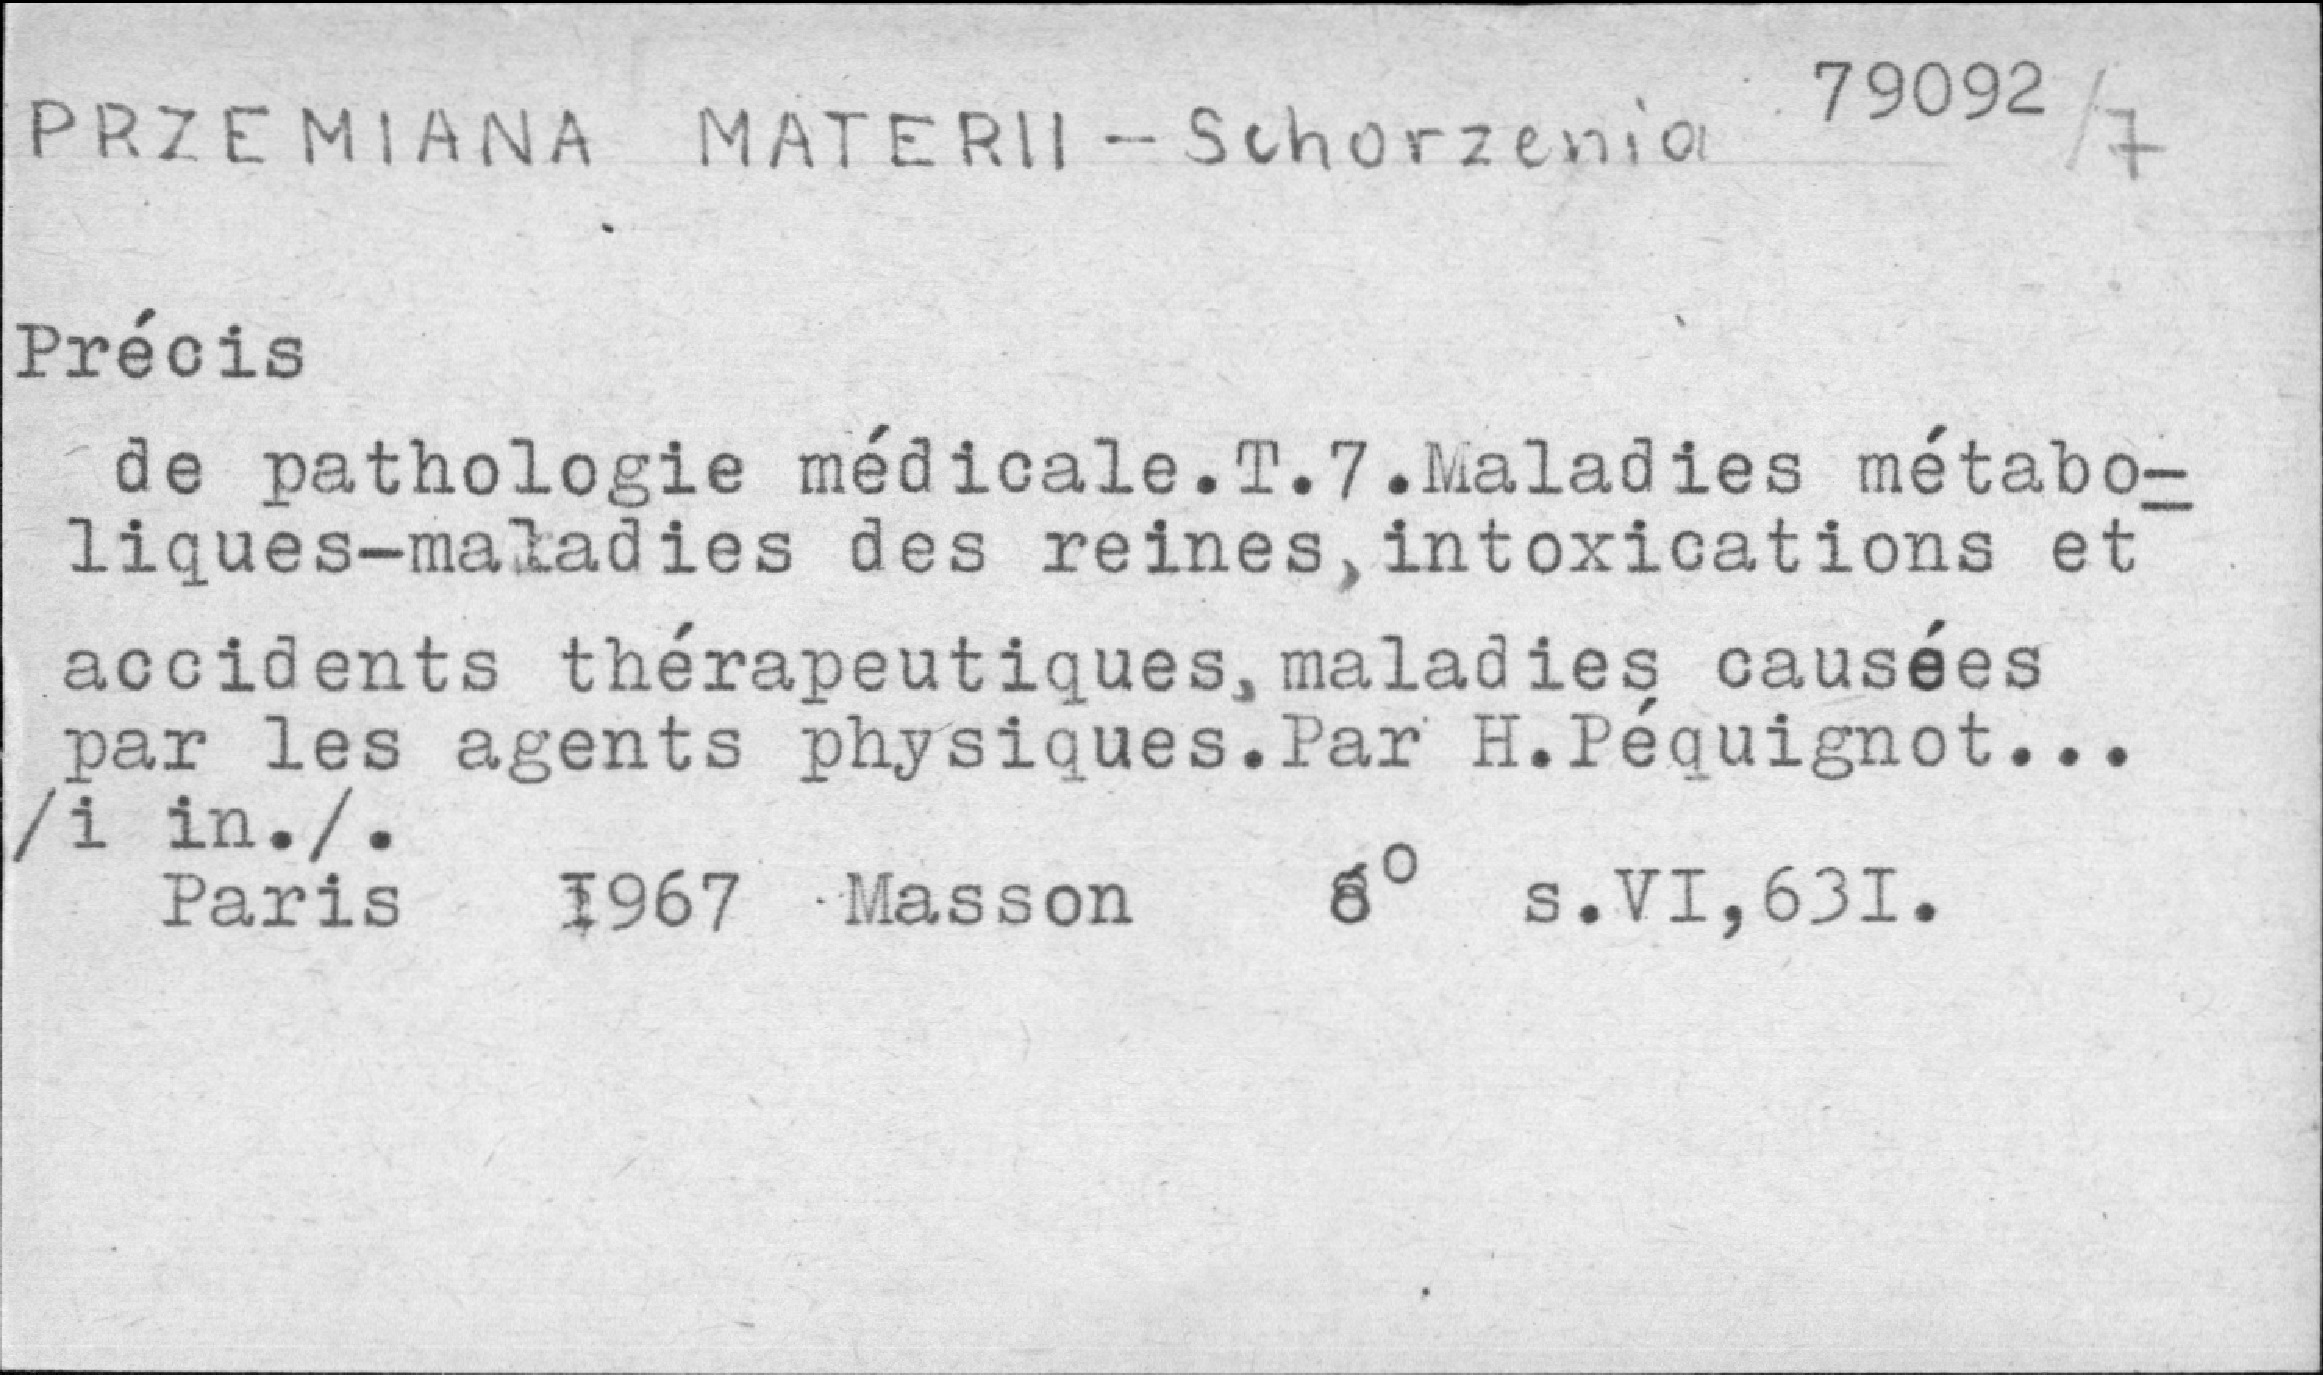 PRZEMIANA MATERII - Schorzenia 79092/7
Précis
de pathologie médicale.T.7.Maladies métabo-
liques-maladies des reines,intoxications et
accidents thérapeutiques,maladies causées
par les agents physiques.Par H.Péquignot...
/i in./.
Paris 1967 Masson 8° s.VI,63I.